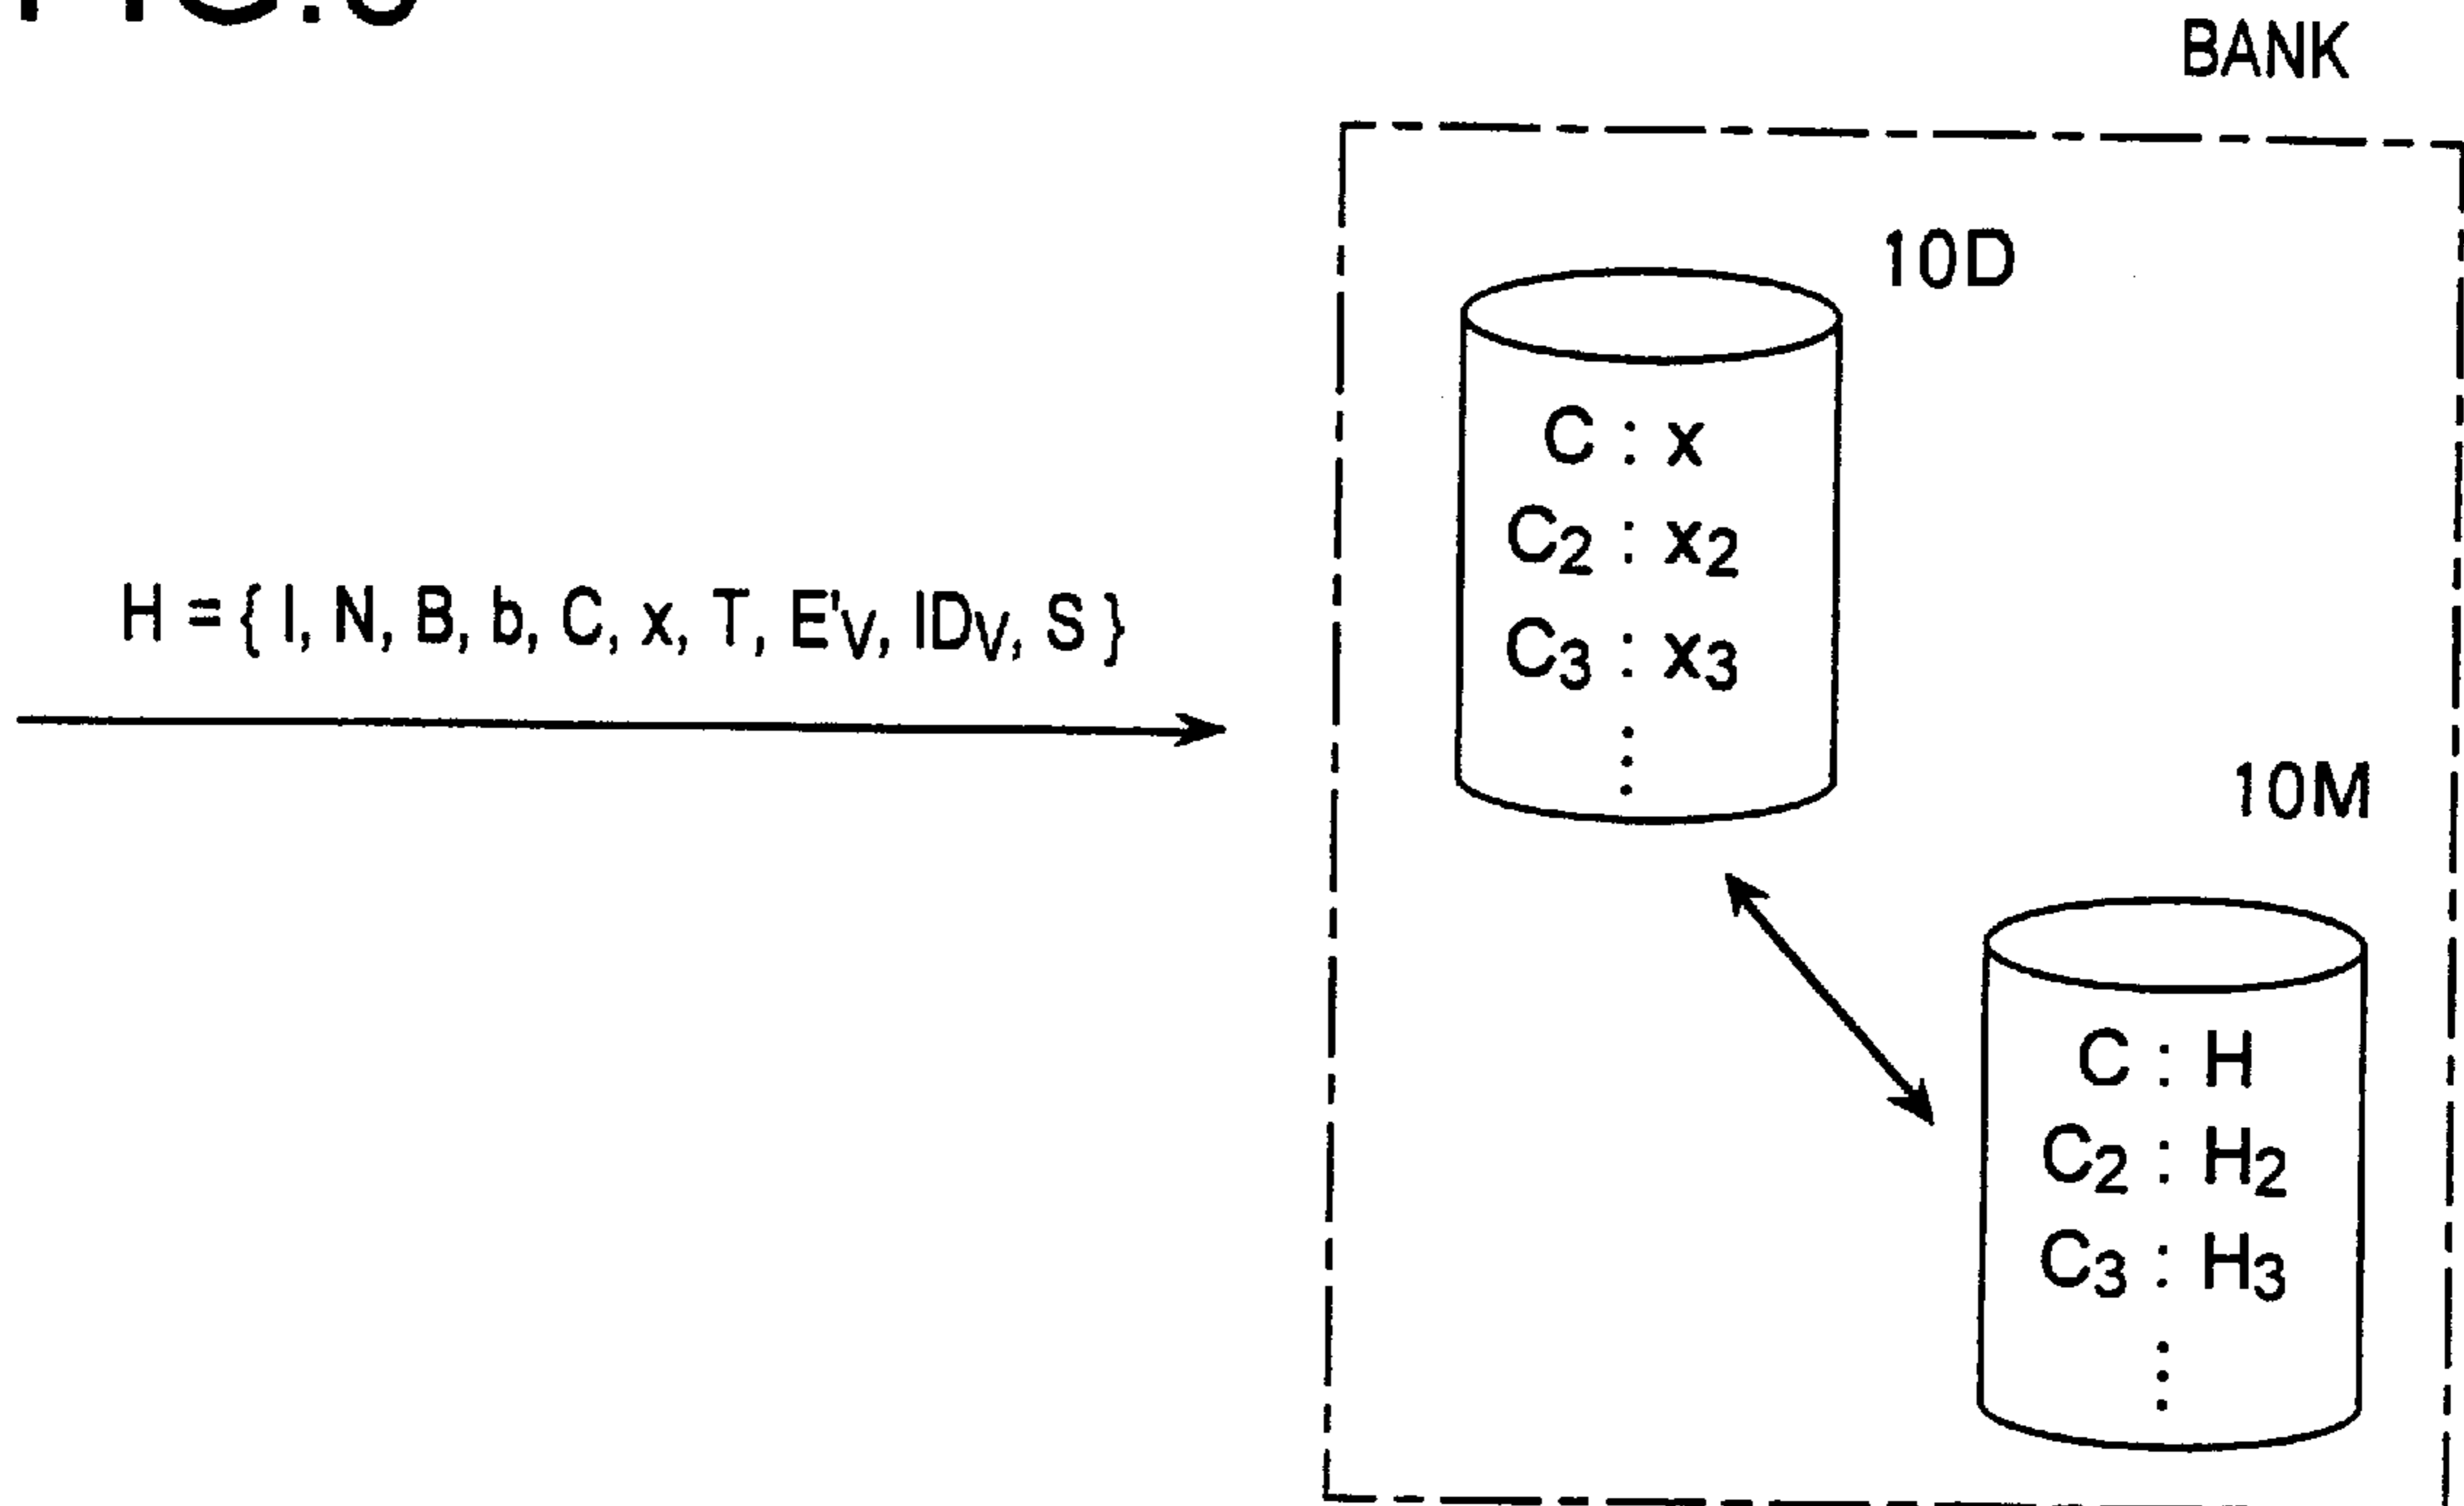 BANK
10D
C : x
C2 : x2
C3 : x3
H = { I, N, B, b, C, x, T, E'V, IDV, S }
10M
C : H
C2 : H2
C3 : H3